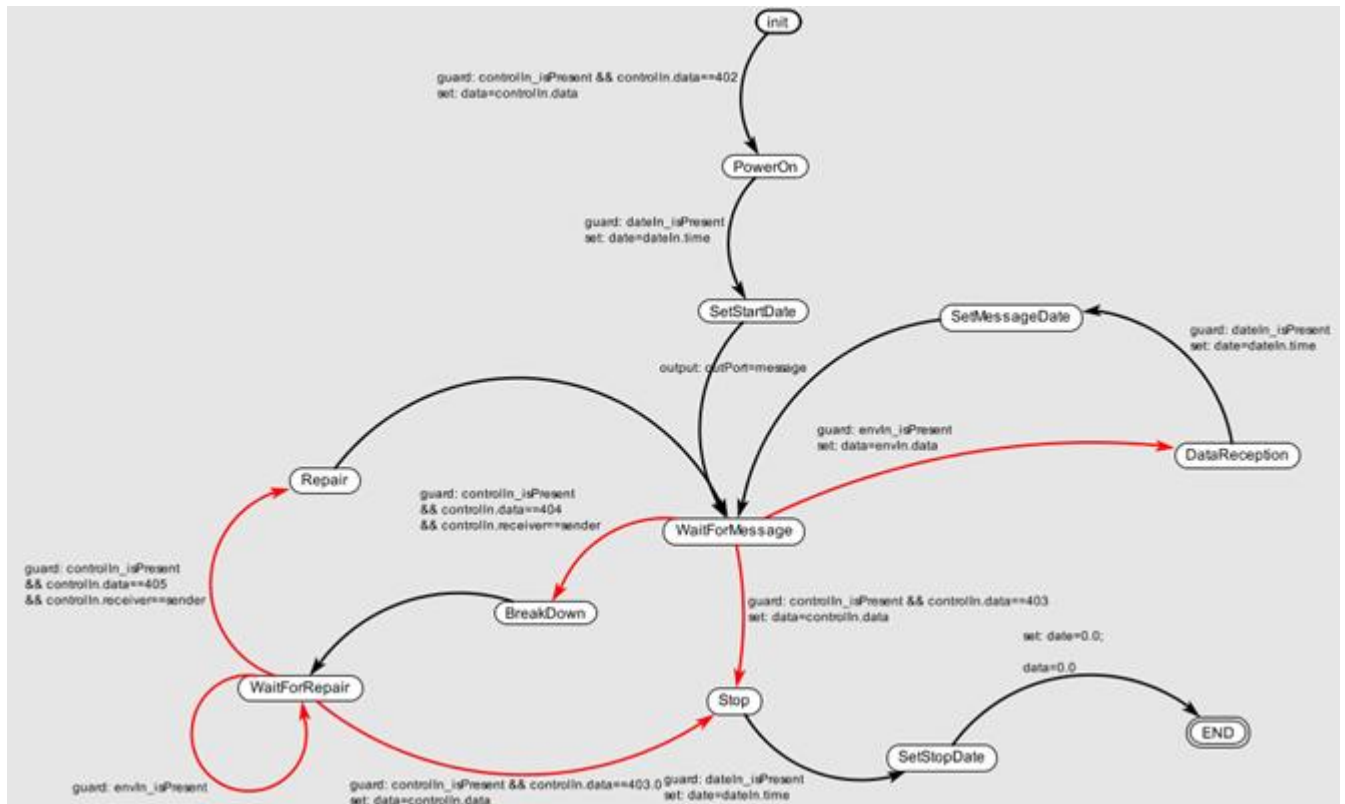 init
guard: controlIn_isPresent && controlIn.data==402
set: data=controlIn.data
PowerOn
guard: dateIn_isPresent
set: date=dateIn.time
SetStartDate
SetMessageDate
guard: dateIn_isPresent
set: date=dateIn.time
output: outPort=message
guard: envIn_isPresent
set: data=envIn.data
DataReception
Repair
guard: controlIn_isPresent
&& controlIn.data==404
&& controlIn.receiver==sender
WaitForMessage
guard: controlIn_isPresent
&& controlIn.data==405
&& controlIn.receiver==sender
BreakDown
guard: controlIn_isPresent && controlIn.data==403
set: data=controlIn.data
set: date=0.0;
data=0.0
WaitForRepair
Stop
END
SetStopDate
guard: envIn_isPresent
guard: controlIn_isPresent && controlIn.data==403.0
set: data=controlIn.data
guard: dateIn_isPresent
set: date=dateIn.time